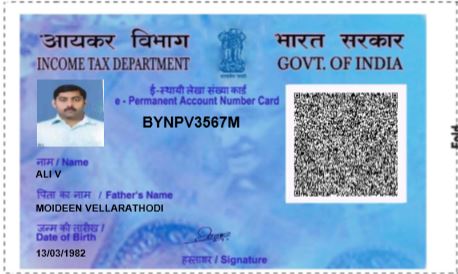 आयकर विभाग
INCOME TAX DEPARTMENT
भारत सरकार
GOVT. OF INDIA
ई-स्थायी लेखा संख्या कार्ड
e - Permanent Account Number Card
BYNPV3567M
नाम / Name
ALI V
पिता का नाम / Father's Name
MOIDEEN VELLARATHODI
जन्म की तारीख /
Date of Birth
13/03/1982
हस्ताक्षर / Signature
Fold